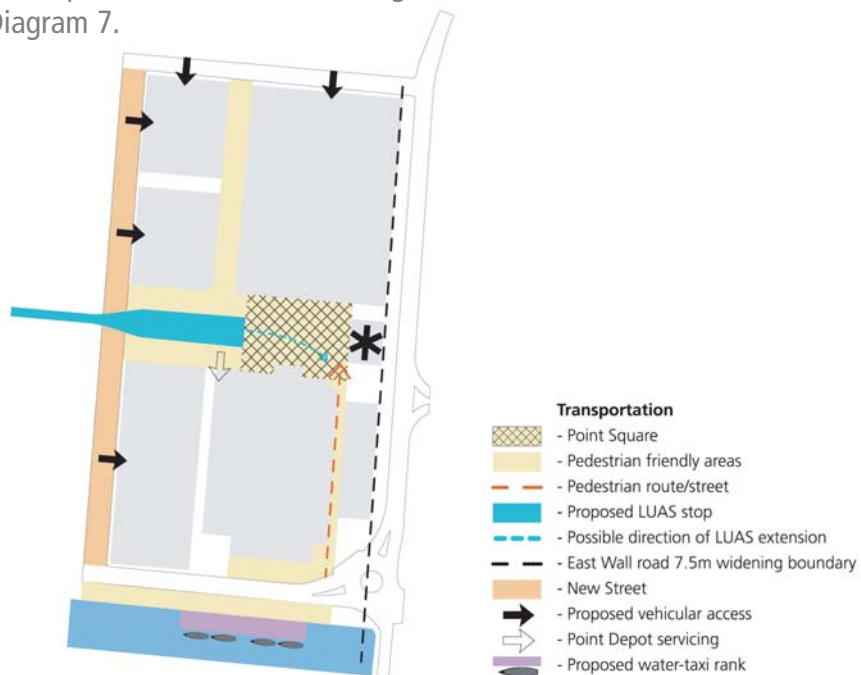 Diagram 7.
Transportation
- Point Square
- Pedestrian friendly areas
- Pedestrian route/street
- Proposed LUAS stop
- Possible direction of LUAS extension
- East Wall road 7.5m widening boundary
- New Street
- Proposed vehicular access
- Point Depot servicing
- Proposed water-taxi rank